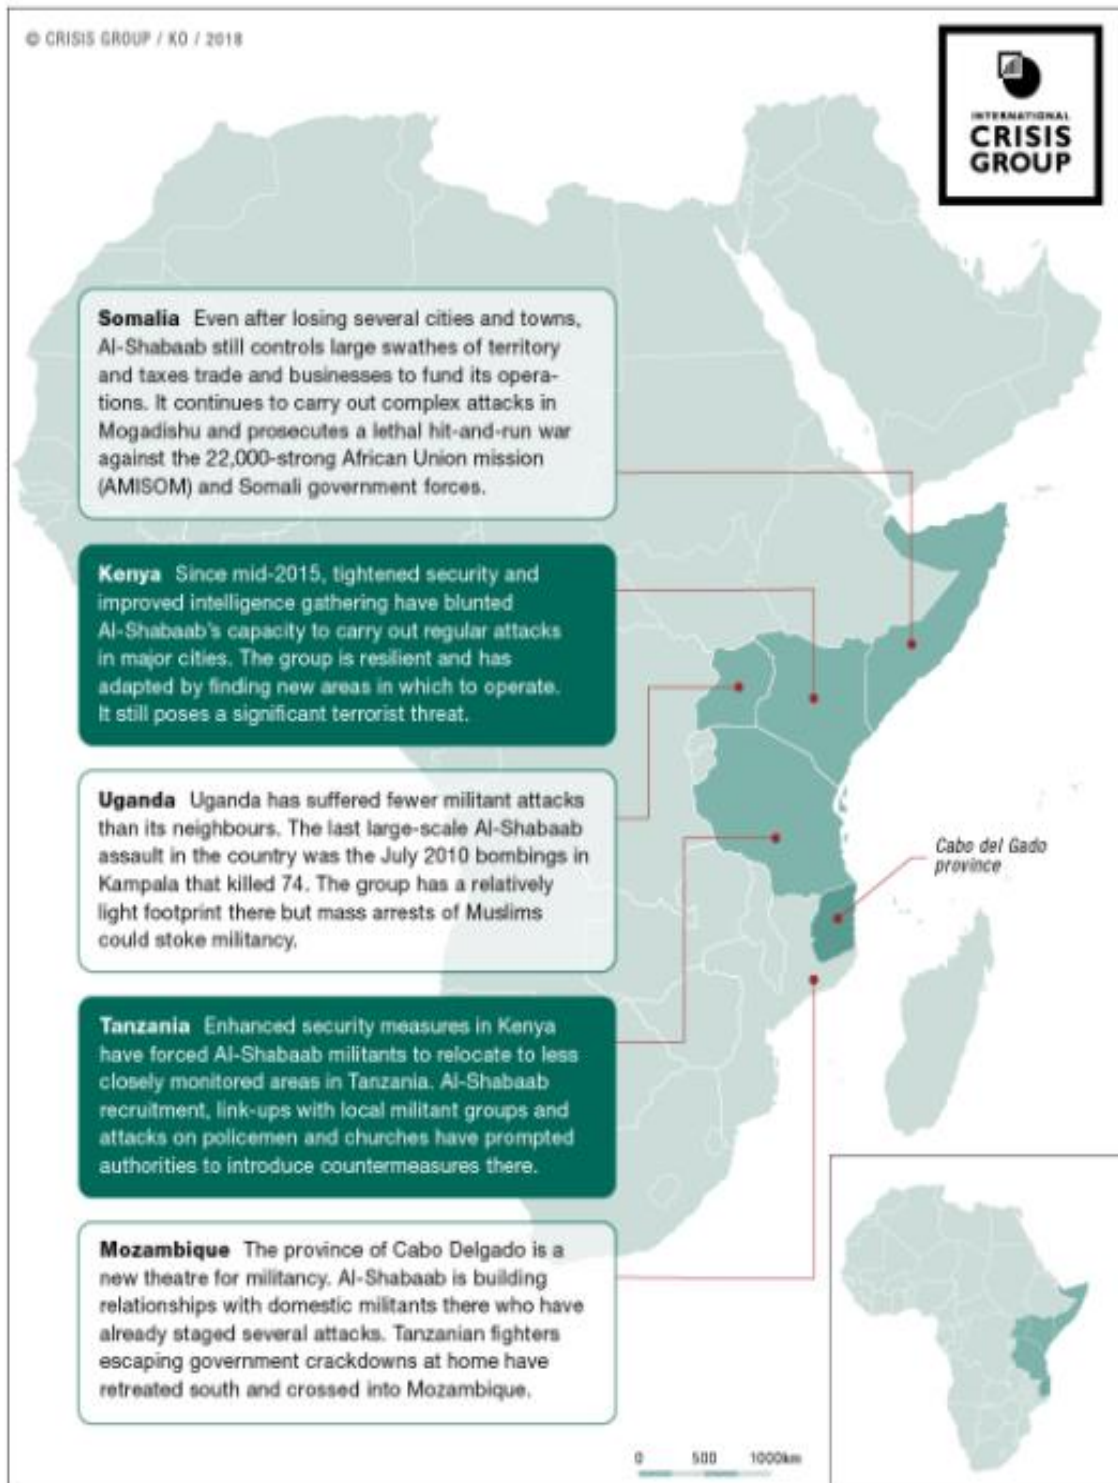 © CRISIS GROUP / KO / 2018
INTERNATIONAL
CRISIS
GROUP
Somalia Even after losing several cities and towns,
Al-Shabaab still controls large swathes of territory
and taxes trade and businesses to fund its opera-
tions. It continues to carry out complex attacks in
Mogadishu and prosecutes a lethal hit-and-run war
against the 22,000-strong African Union mission
(AMISOM) and Somali government forces.
Kenya Since mid-2015, tightened security and
improved intelligence gathering have blunted
Al-Shabaab's capacity to carry out regular attacks
in major cities. The group is resilient and has
adapted by finding new areas in which to operate.
It still poses a significant terrorist threat.
Uganda Uganda has suffered fewer militant attacks
than its neighbours. The last large-scale Al-Shabaab
assault in the country was the July 2010 bombings in
Kampala that killed 74. The group has a relatively
light footprint there but mass arrests of Muslims
could stoke militancy.
Cabo del Gado
province
Tanzania Enhanced security measures in Kenya
have forced Al-Shabaab militants to relocate to less
closely monitored areas in Tanzania. Al-Shabaab
recruitment, link-ups with local militant groups and
attacks on policemen and churches have prompted
authorities to introduce countermeasures there.
Mozambique The province of Cabo Delgado is a
new theatre for militancy. Al-Shabaab is building
relationships with domestic militants there who have
already staged several attacks. Tanzanian fighters
escaping government crackdowns at home have
retreated south and crossed into Mozambique.
0 500 1000km